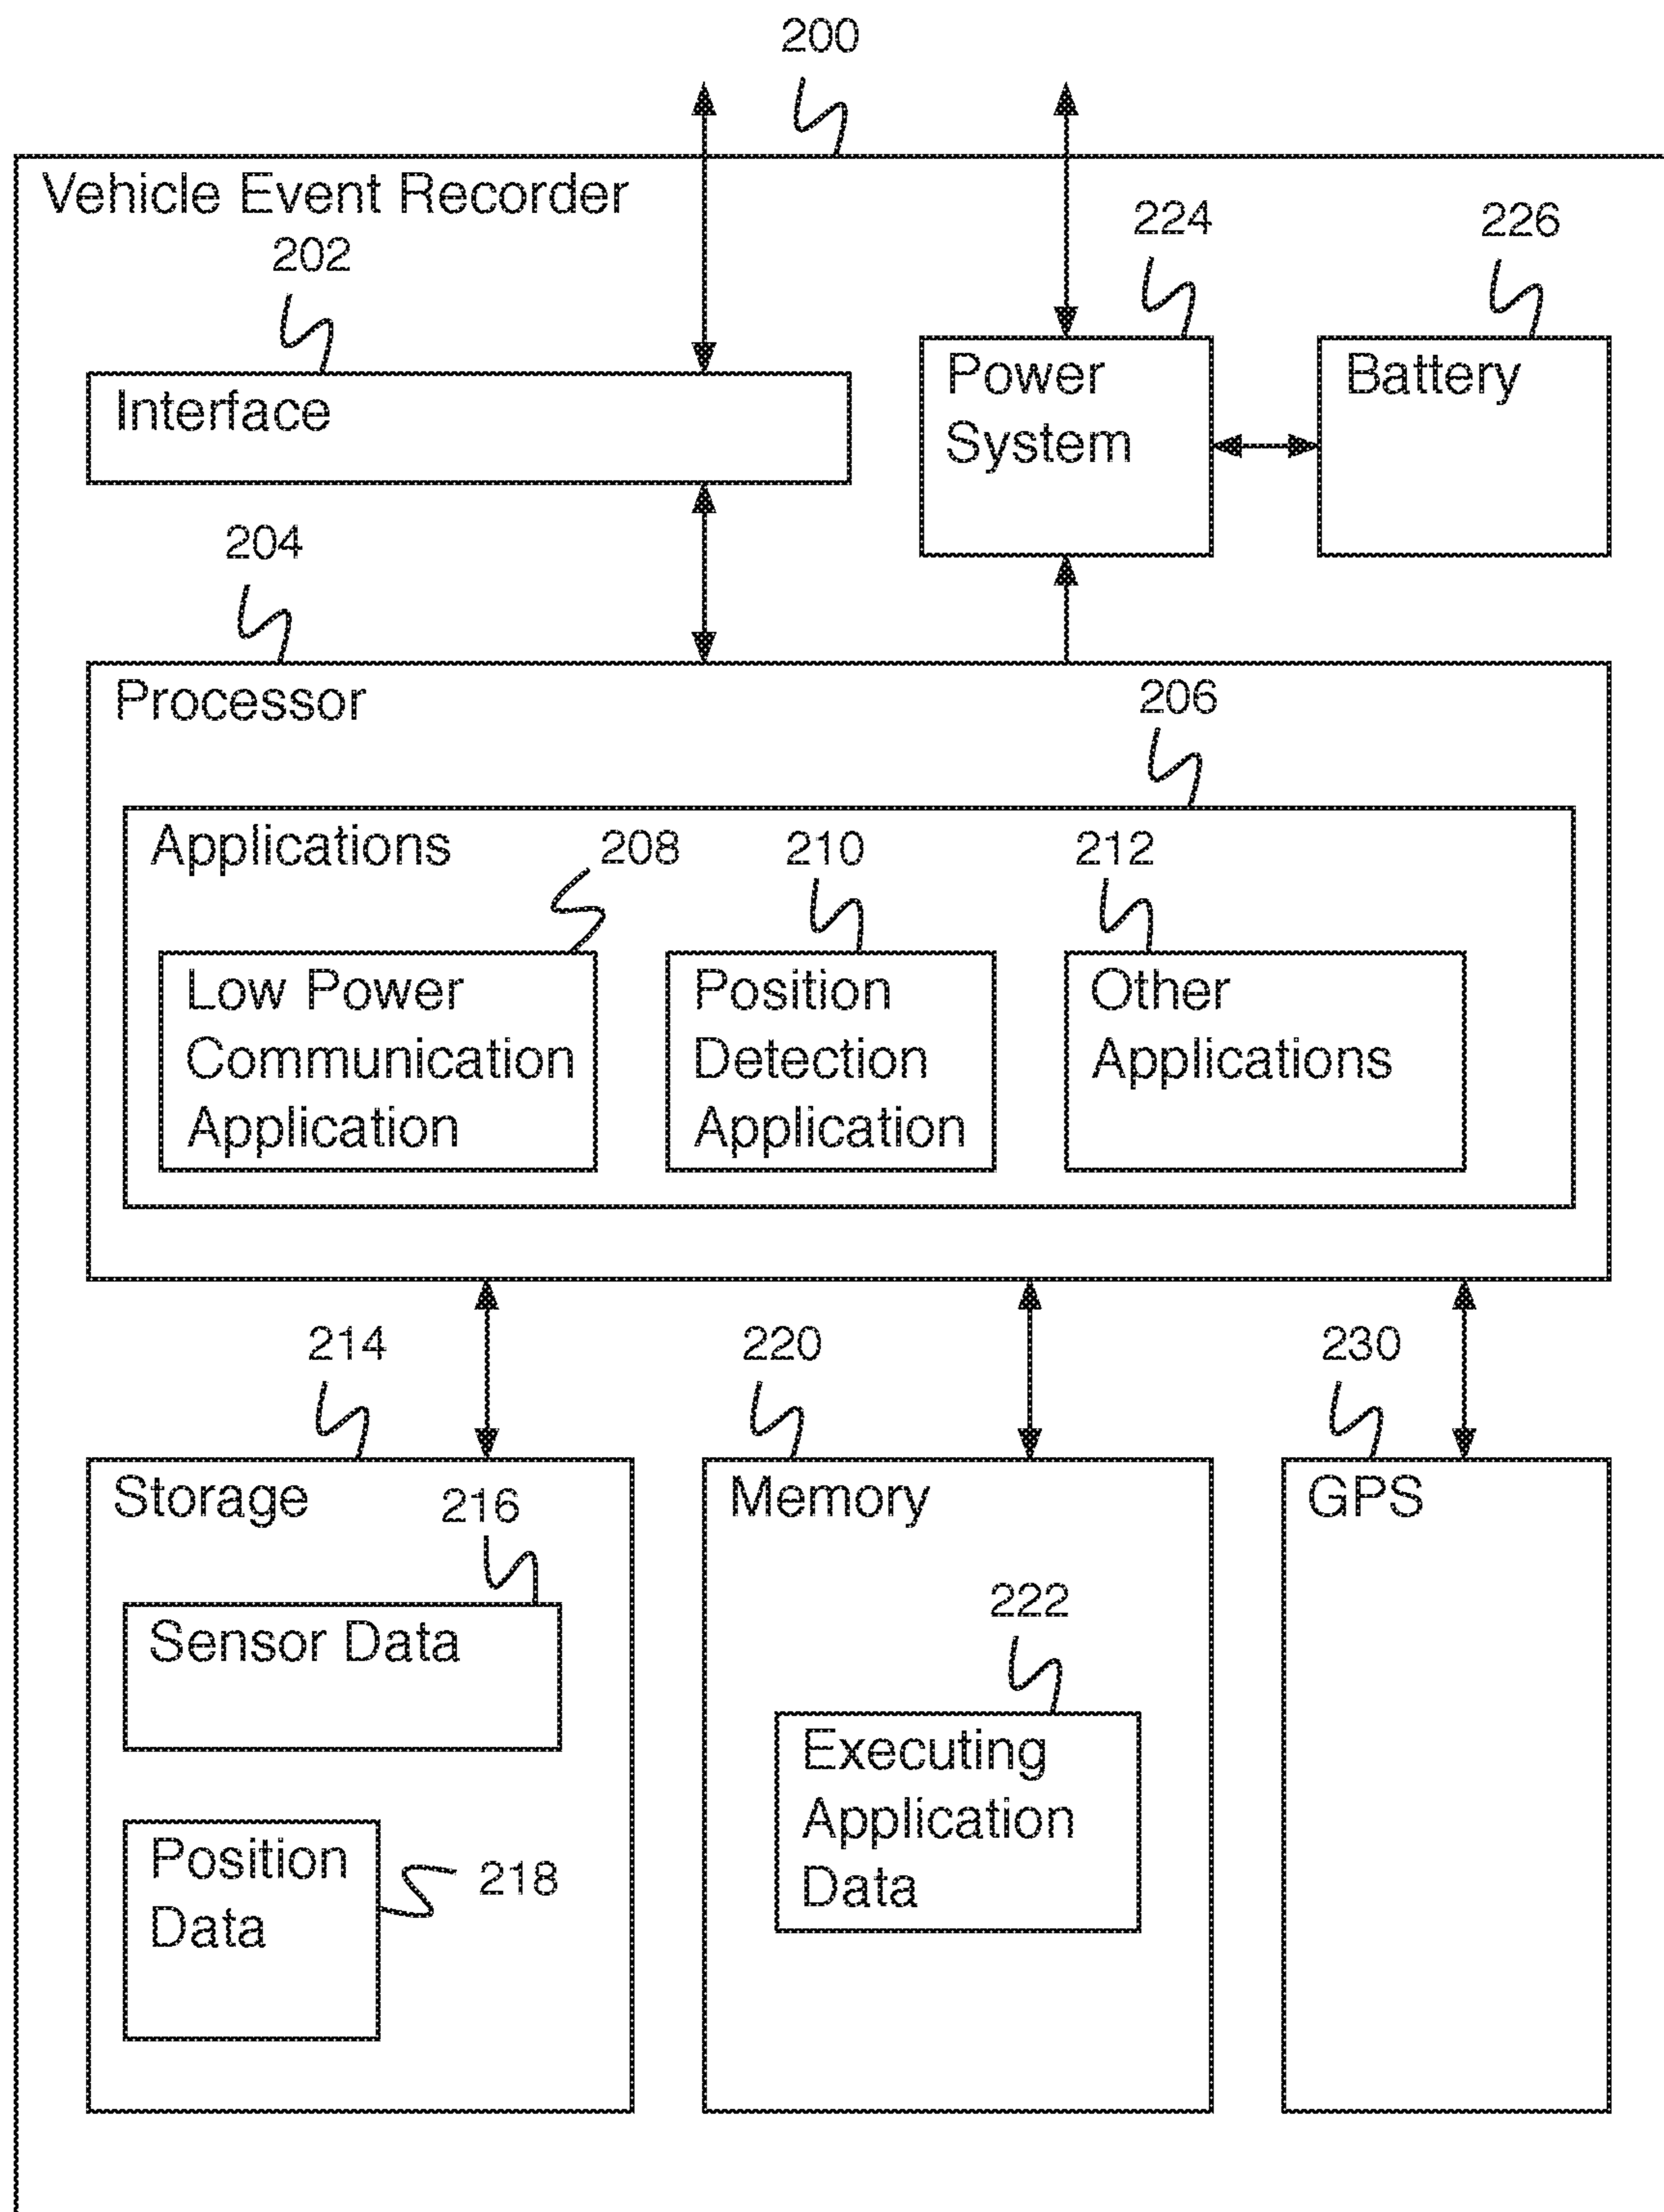 200
Vehicle Event Recorder
202
224
226
Interface
Power
System
Battery
204
Processor
206
Applications
208
210
212
Low Power
Communication
Application
Position
Detection
Application
Other
Applications
214
220
230
Storage
216
Memory
GPS
Sensor Data
222
Executing
Application
Data
Position
Data
218